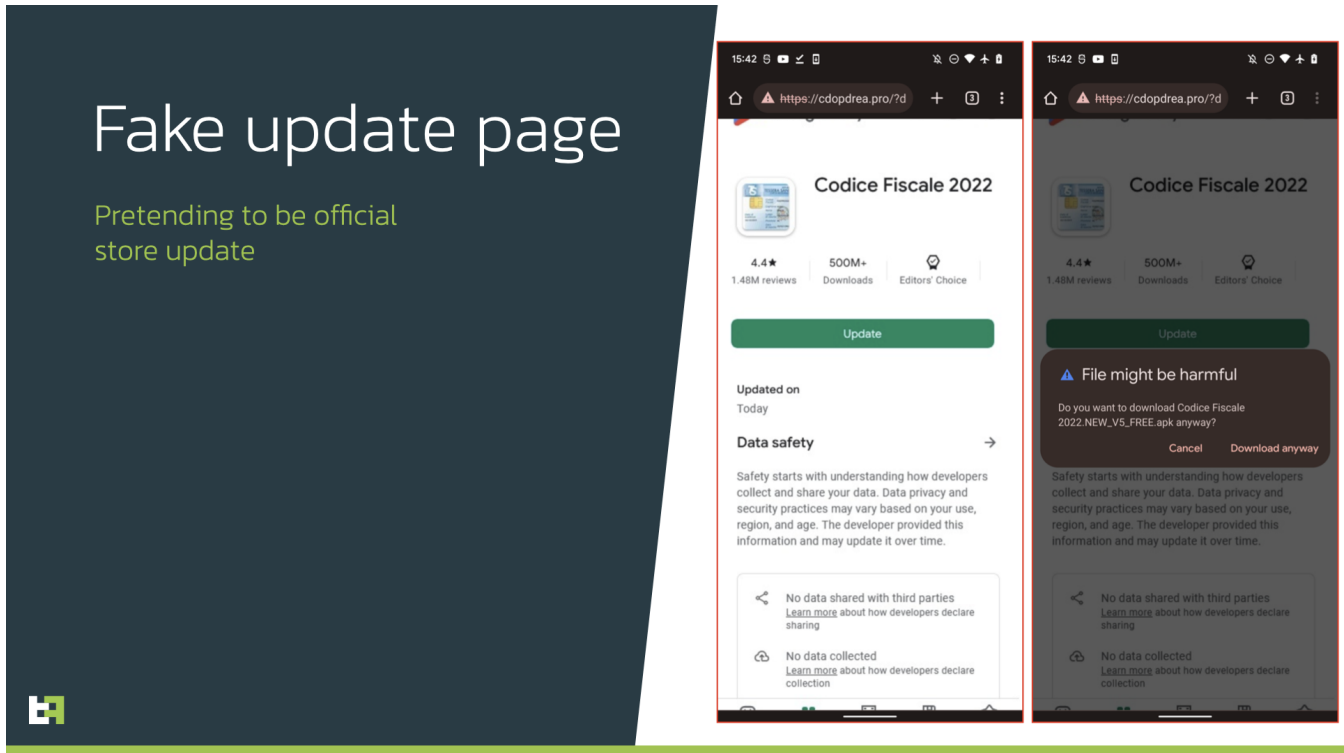 Fake update page
Pretending to be official
store update
15:42
https://cdopdrea.pro/?d
3
Codice Fiscale 2022
4.4★
500M+
1.48M reviews
Downloads
Editors' Choice
Update
Updated on
Today
Data safety
Safety starts with understanding how developers
collect and share your data. Data privacy and
security practices may vary based on your use,
region, and age. The developer provided this
information and may update it over time.
No data shared with third parties
Learn more about how developers declare
sharing
No data collected
Learn more about how developers declare
collection
15:42
https://cdopdrea.pro/?d
3
Codice Fiscale 2022
4.4★
500M+
1.48M reviews
Downloads
Editors' Choice
Update
File might be harmful
Do you want to download Codice Fiscale
2022.NEW_V5_FREE.apk anyway?
Cancel
Download anyway
Safety starts with understanding how developers
collect and share your data. Data privacy and
security practices may vary based on your use,
region, and age. The developer provided this
information and may update it over time.
No data shared with third parties
Learn more about how developers declare
sharing
No data collected
Learn more about how developers declare
collection